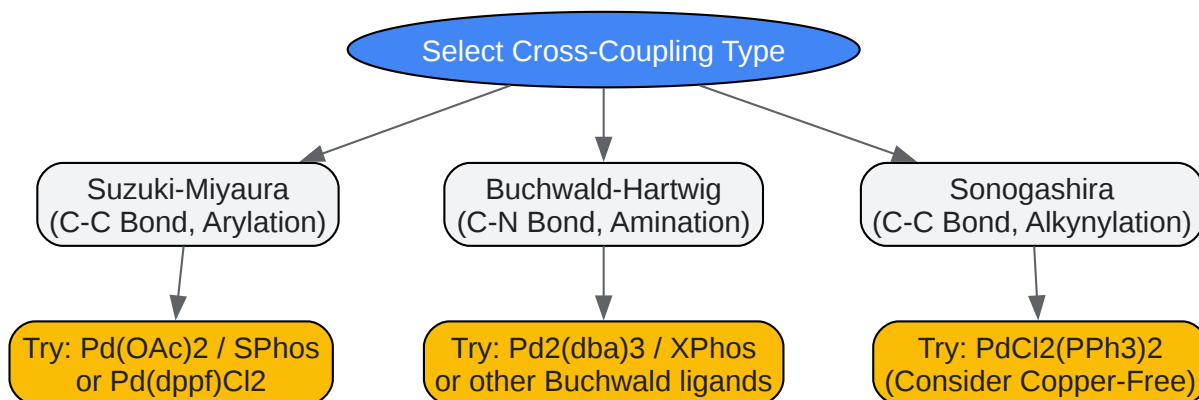 Select Cross-Coupling Type
Suzuki-Miyaura
(C-C Bond, Arylation)
Buchwald-Hartwig
(C-N Bond, Amination)
Sonogashira
(C-C Bond, Alkynylation)
Try: Pd(OAc)2 / SPhos
or Pd(dppf)Cl2
Try: Pd2(dba)3 / XPhos
or other Buchwald ligands
Try: PdCl2(PPh3)2
(Consider Copper-Free)